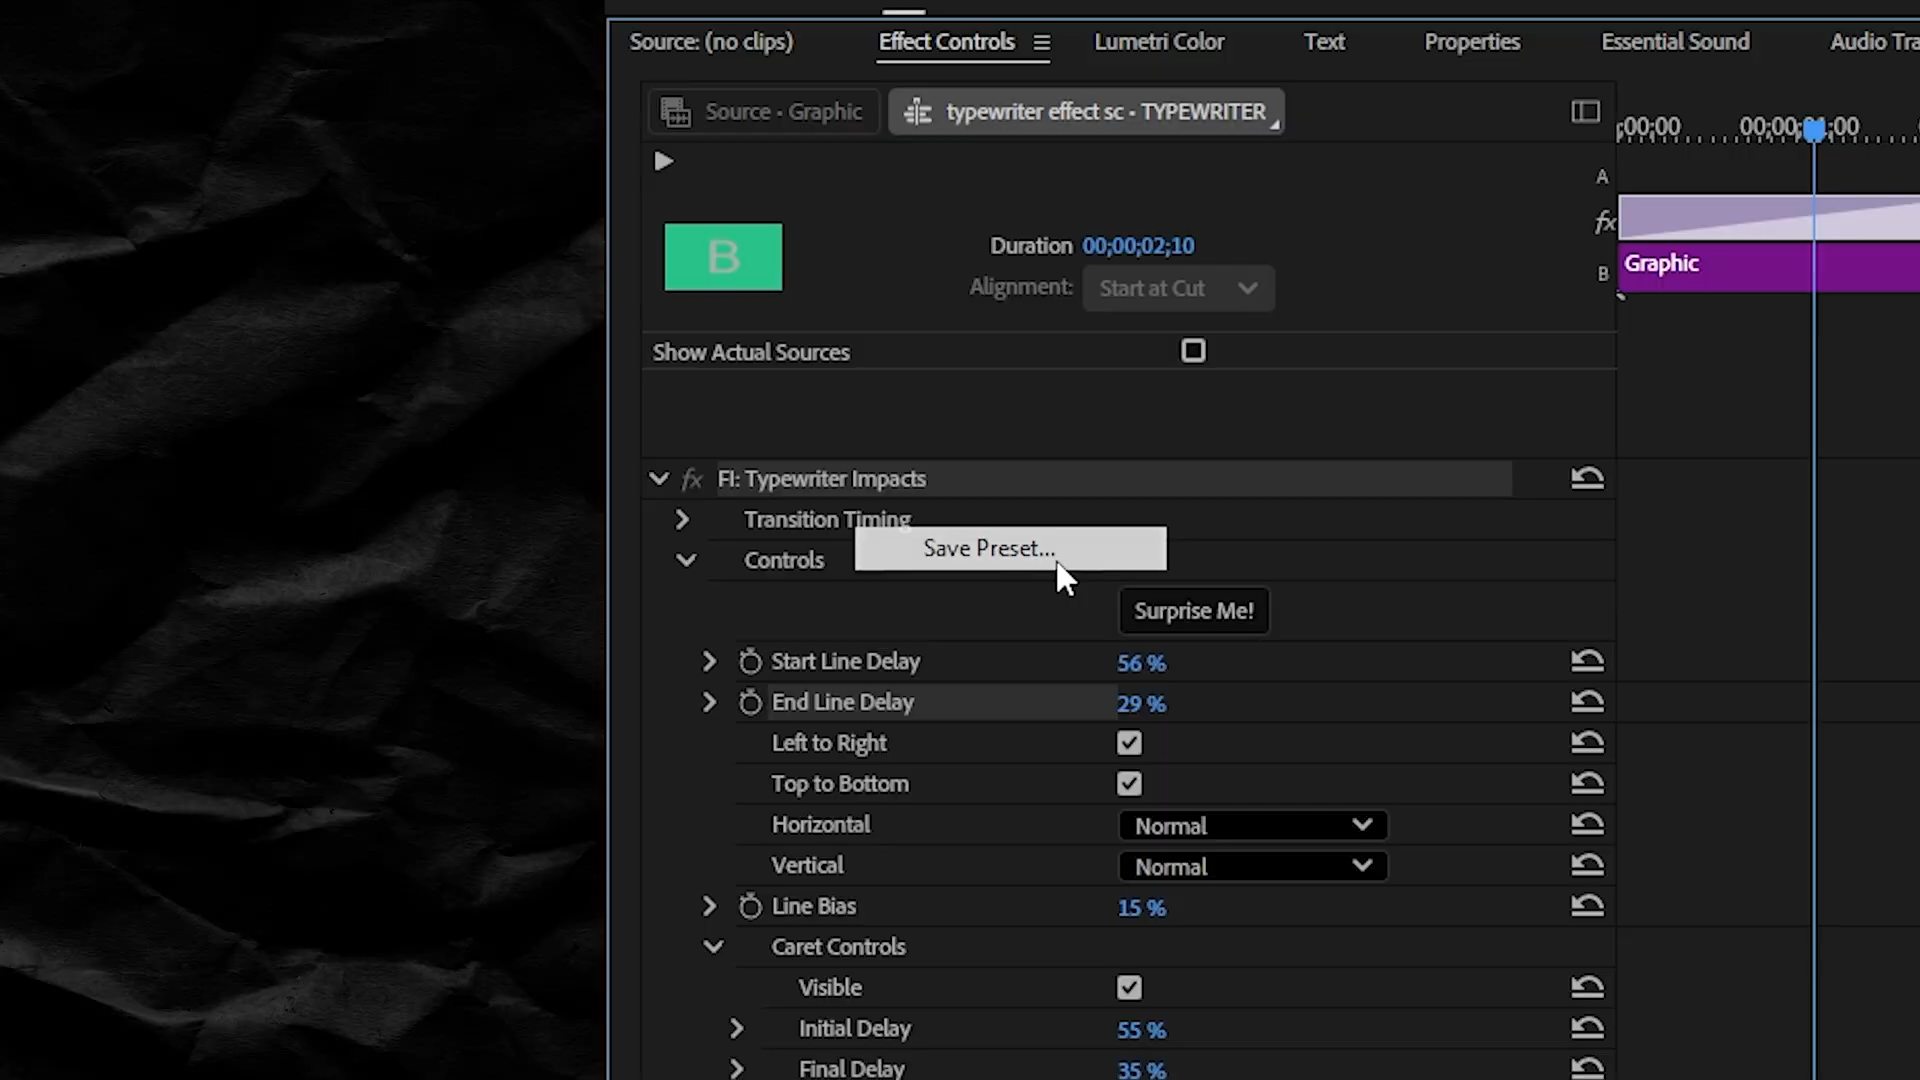 Source: (no clips)
Effect Controls
Lumetri Color
Text
Properties
Essential Sound
Audio Tra
Source • Graphic
typewriter effect sc • TYPEWRITER
;00;00
00;00;01;00
A
B
Duration 00;00;02;10
fx
Alignment: Start at Cut
B
Graphic
Show Actual Sources
fx FI: Typewriter Impacts
Transition Timing
Save Preset...
Controls
Surprise Me!
Start Line Delay 56 %
End Line Delay 29 %
Left to Right
Top to Bottom
Horizontal Normal
Vertical Normal
Line Bias 15 %
Caret Controls
Visible
Initial Delay 55 %
Final Delay 35 %